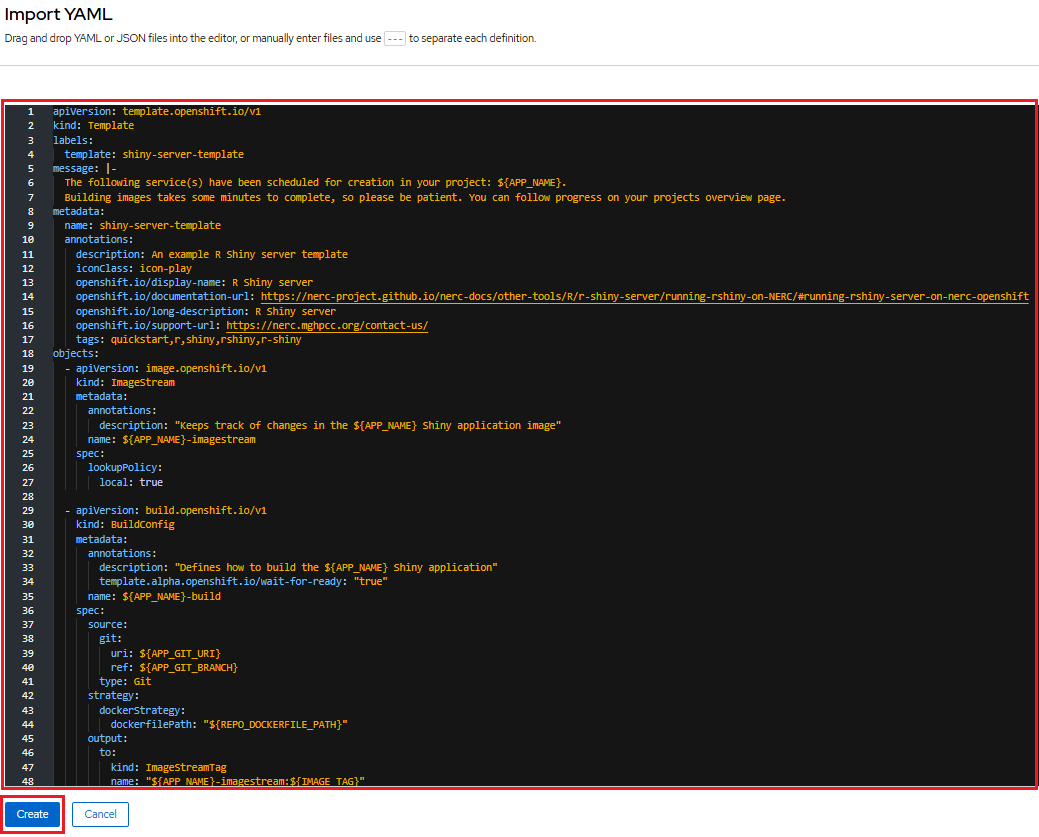 Import YAML
Drag and drop YAML or JSON files into the editor, or manually enter files and use --- to separate each definition.
1 apiVersion: template.openshift.io/v1
2 kind: Template
3 labels:
4 template: shiny-server-template
5 message: |-
6 The following service(s) have been scheduled for creation in your project: ${APP_NAME}.
7 Building images takes some minutes to complete, so please be patient. You can follow progress on your projects overview page.
8 metadata:
9 name: shiny-server-template
10 annotations:
11 description: An example R Shiny server template
12 iconClass: icon-play
13 openshift.io/display-name: R Shiny server
14 openshift.io/documentation-url: https://nerc-project.github.io/nerc-docs/other-tools/R/r-shiny-server/running-rshiny-on-NERC/#running-rshiny-server-on-nerc-openshift
15 openshift.io/long-description: R Shiny server
16 openshift.io/support-url: https://nerc.mghpcc.org/contact-us/
17 tags: quickstart,r,shiny,rshiny,r-shiny
18 objects:
19 - apiVersion: image.openshift.io/v1
20 kind: ImageStream
21 metadata:
22 annotations:
23 description: "Keeps track of changes in the ${APP_NAME} Shiny application image"
24 name: ${APP_NAME}-imagestream
25 spec:
26 lookupPolicy:
27 local: true
28
29 - apiVersion: build.openshift.io/v1
30 kind: BuildConfig
31 metadata:
32 annotations:
33 description: "Defines how to build the ${APP_NAME} Shiny application"
34 template.alpha.openshift.io/wait-for-ready: "true"
35 name: ${APP_NAME}-build
36 spec:
37 source:
38 git:
39 uri: ${APP_GIT_URI}
40 ref: ${APP_GIT_BRANCH}
41 type: Git
42 strategy:
43 dockerStrategy:
44 dockerfilePath: "${REPO_DOCKERFILE_PATH}"
45 output:
46 to:
47 kind: ImageStreamTag
48 name: "${APP_NAME}-imagestream:${IMAGE_TAG}"
Create Cancel